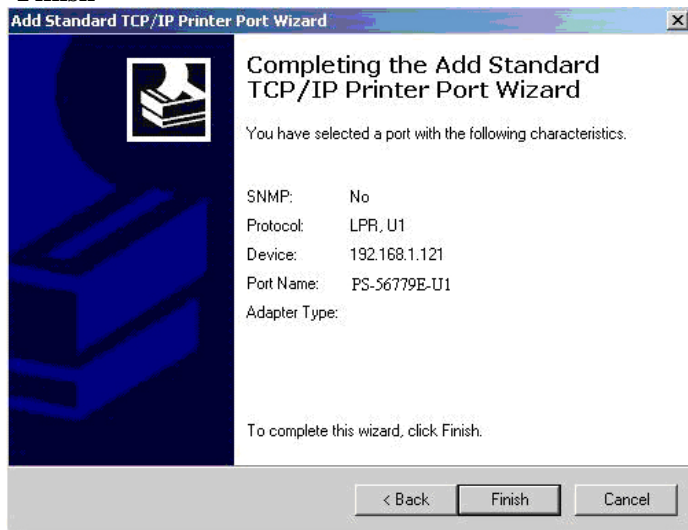 Add Standard TCP/IP Printer Port Wizard
Completing the Add Standard
TCP/IP Printer Port Wizard
You have selected a port with the following characteristics.
SNMP: No
Protocol: LPR, U1
Device: 192.168.1.121
Port Name: PS-56779E-U1
Adapter Type:
To complete this wizard, click Finish.
< Back Finish Cancel